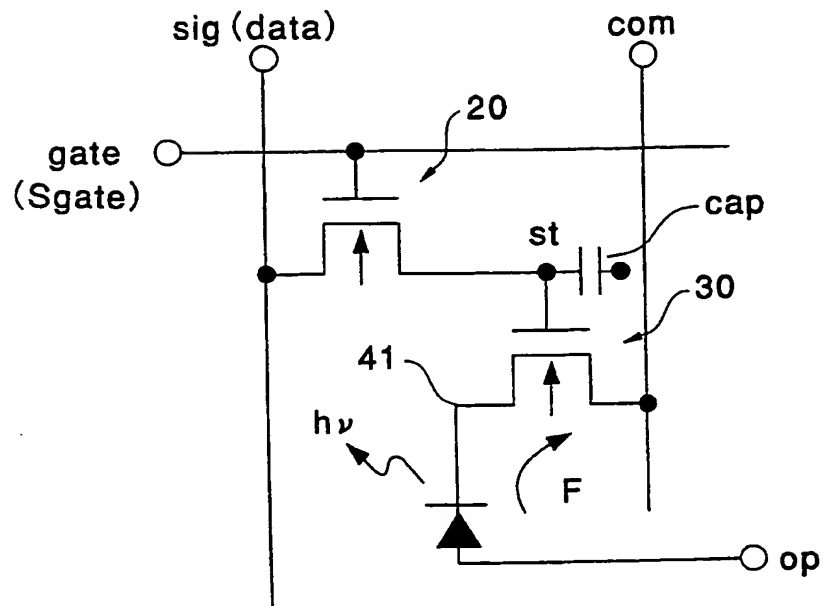 sig (data)
com
20
gate
(Sgate)
cap
st
30
41
hν
F
op